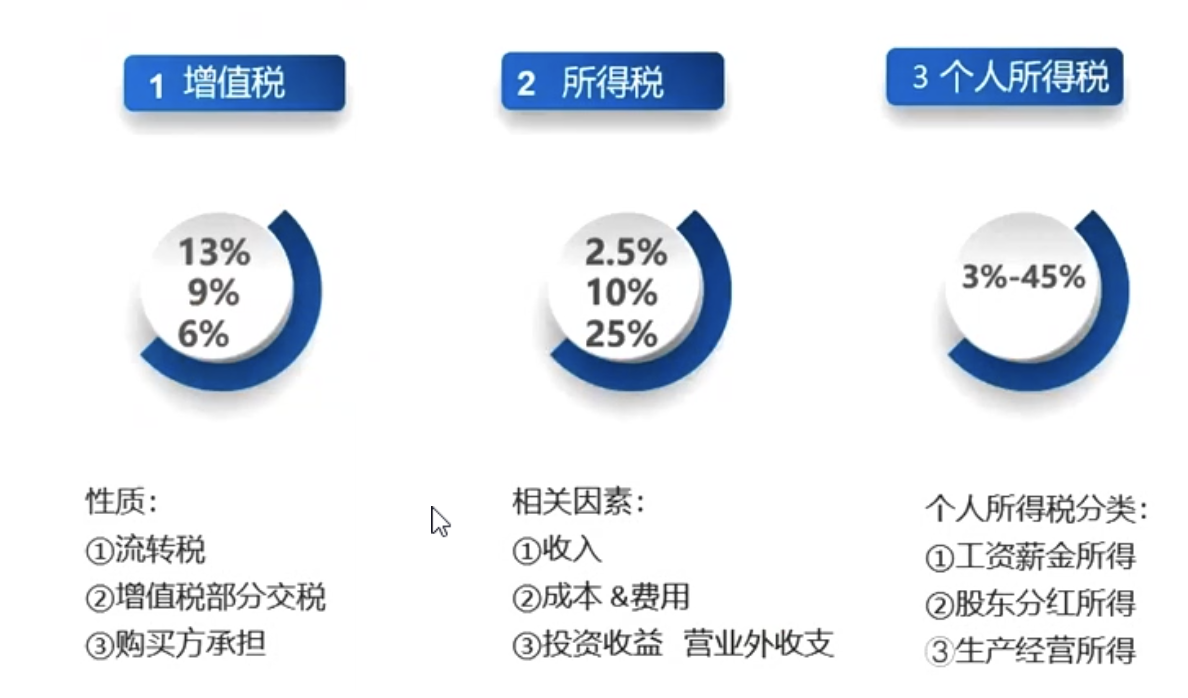 1 增值税
13%
9%
6%
性质：
①流转税
②增值税部分交税
③购买方承担
2 所得税
2.5%
10%
25%
相关因素：
①收入
②成本 &费用
③投资收益 营业外收支
3 个人所得税
3%-45%
个人所得税分类：
①工资薪金所得
②股东分红所得
③生产经营所得